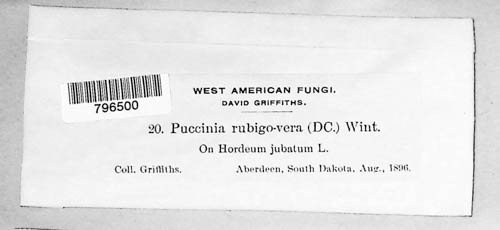 WEST AMERICAN FUNGI.
DAVID GRIFFITHS.
796500
20. Puccinia rubigo-vera (DC.) Wint.
On Hordeum jubatum L.
Coll. Griffiths. Aberdeen, South Dakota, Aug., 1896.